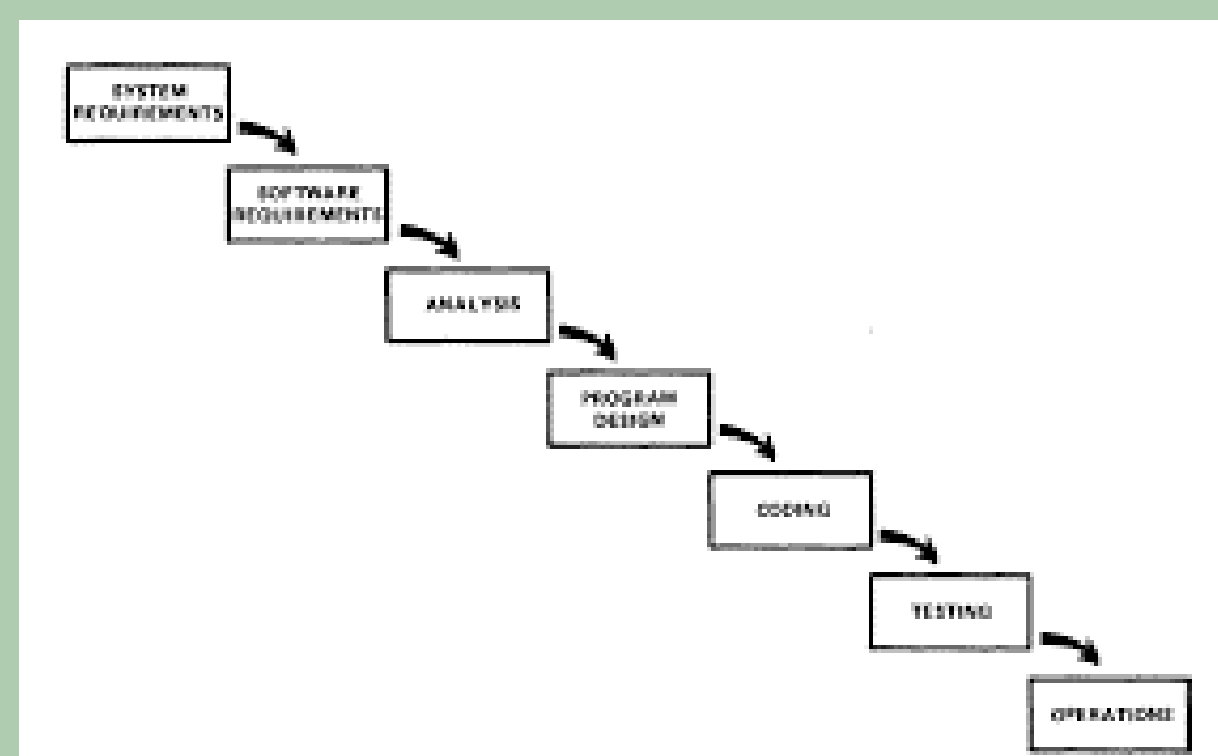 SYSTEM
REQUIREMENTS
SOFTWARE
REQUIREMENTS
ANALYSIS
PROGRAM
DESIGN
CODING
TESTING
OPERATIONS